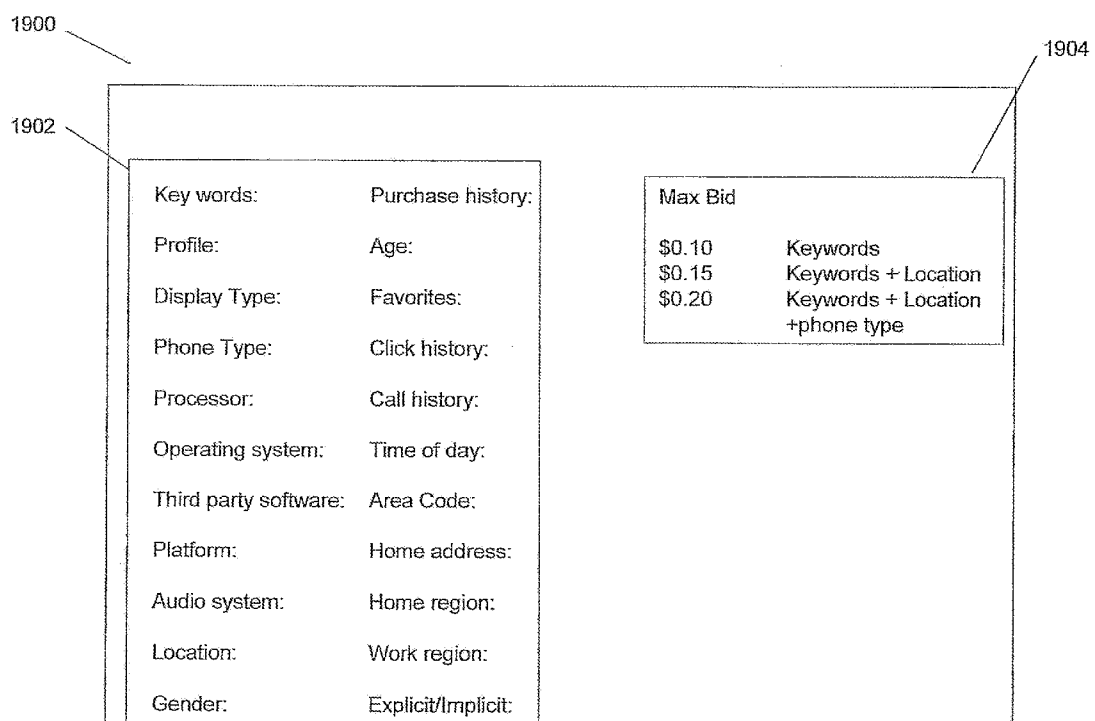 1900
1904
1902
Key words: Purchase history:
Profile: Age:
Display Type: Favorites:
Phone Type: Click history:
Processor: Call history:
Operating system: Time of day:
Third party software: Area Code:
Platform: Home address:
Audio system: Home region:
Location: Work region:
Gender: Explicit/Implicit:
Max Bid
$0.10 Keywords
$0.15 Keywords + Location
$0.20 Keywords + Location
+phone type